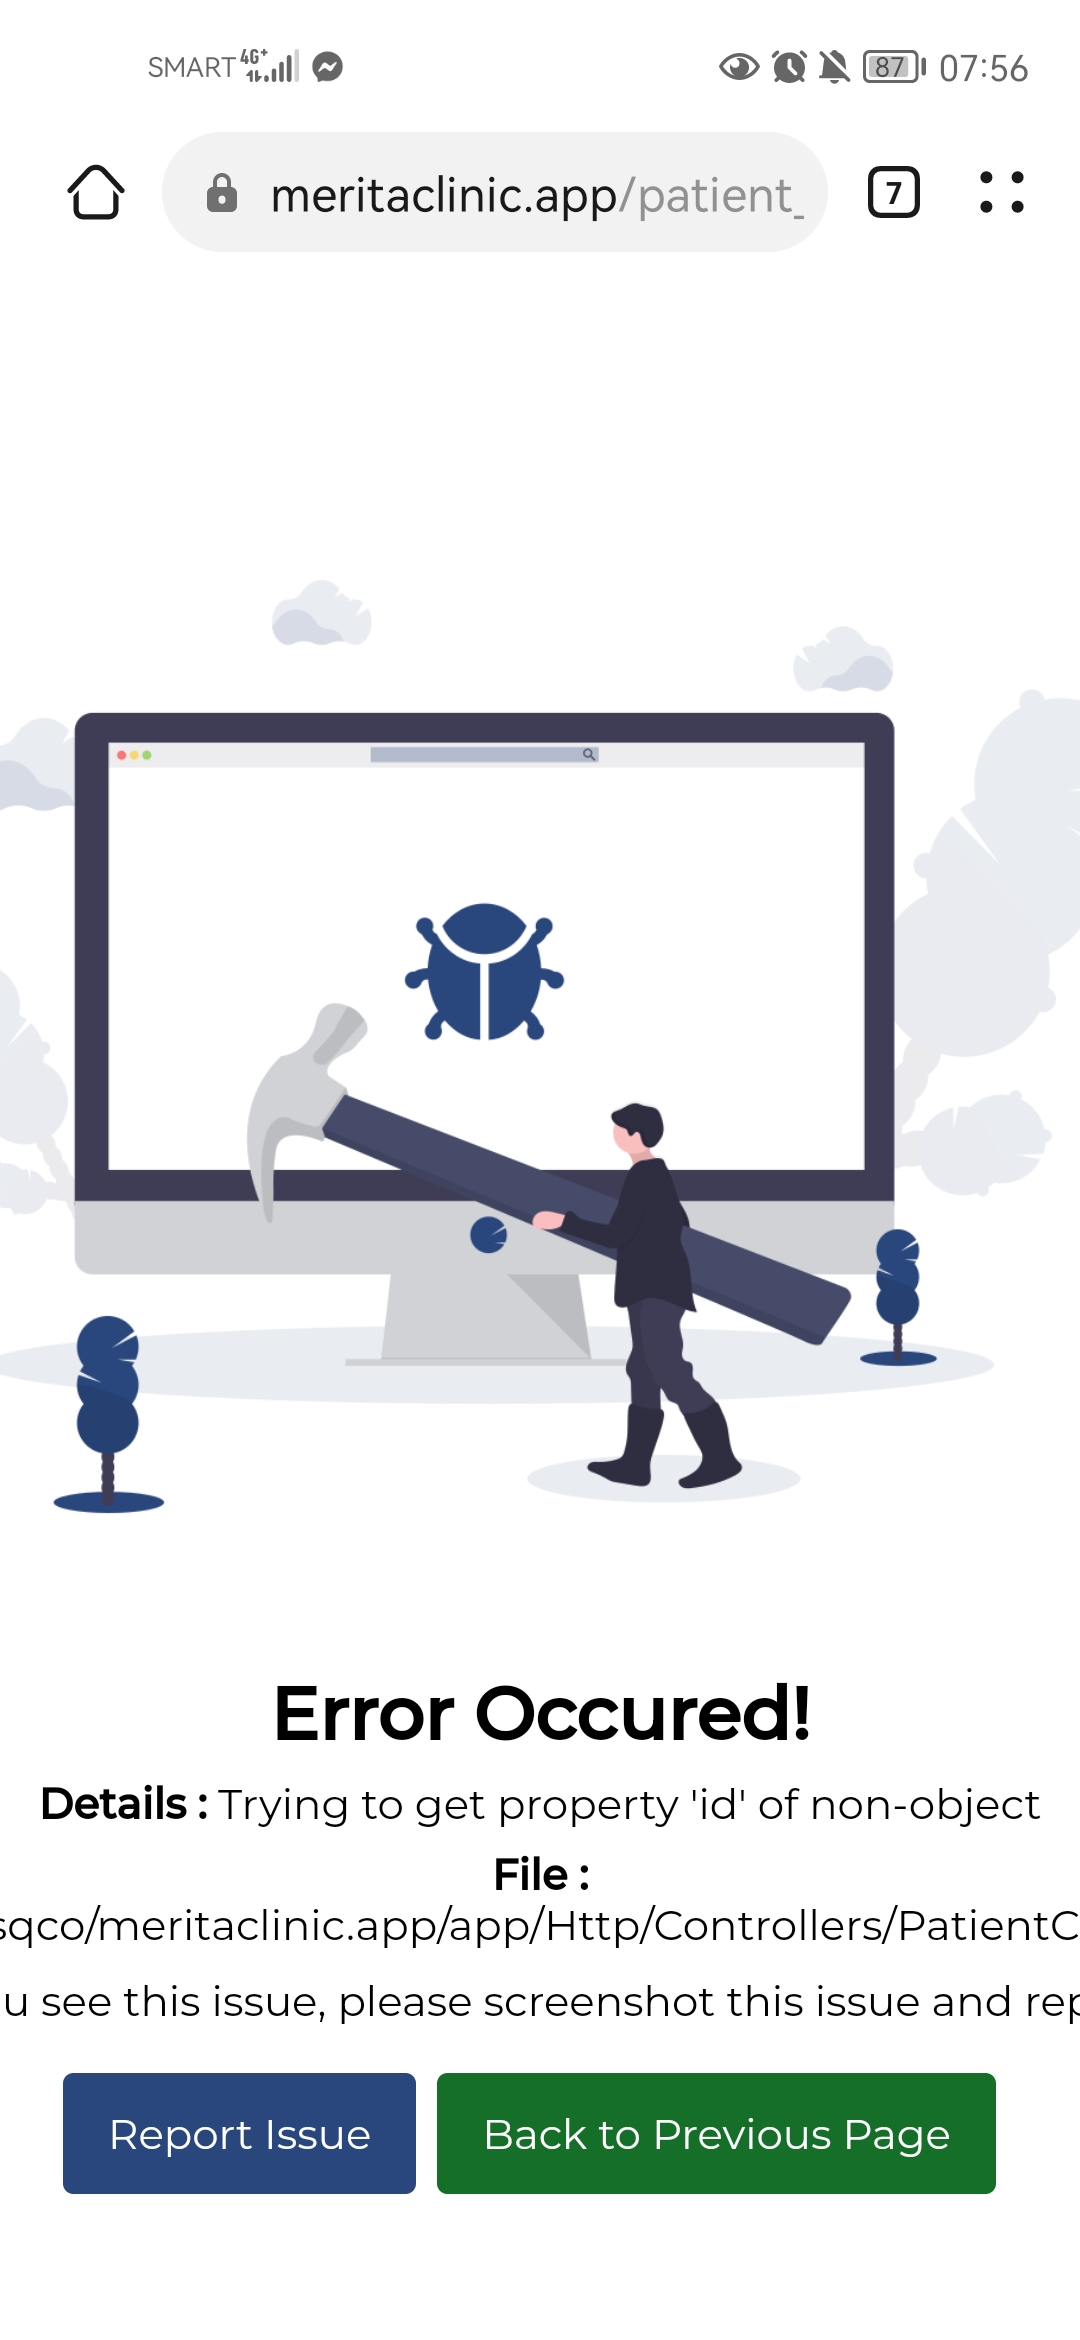 SMART 4G+ 87 07:56
meritaclinic.app/patient_
7
Error Occured!
Details : Trying to get property 'id' of non-object
File :
sqco/meritaclinic.app/app/Http/Controllers/PatientC
u see this issue, please screenshot this issue and rep
Report Issue
Back to Previous Page